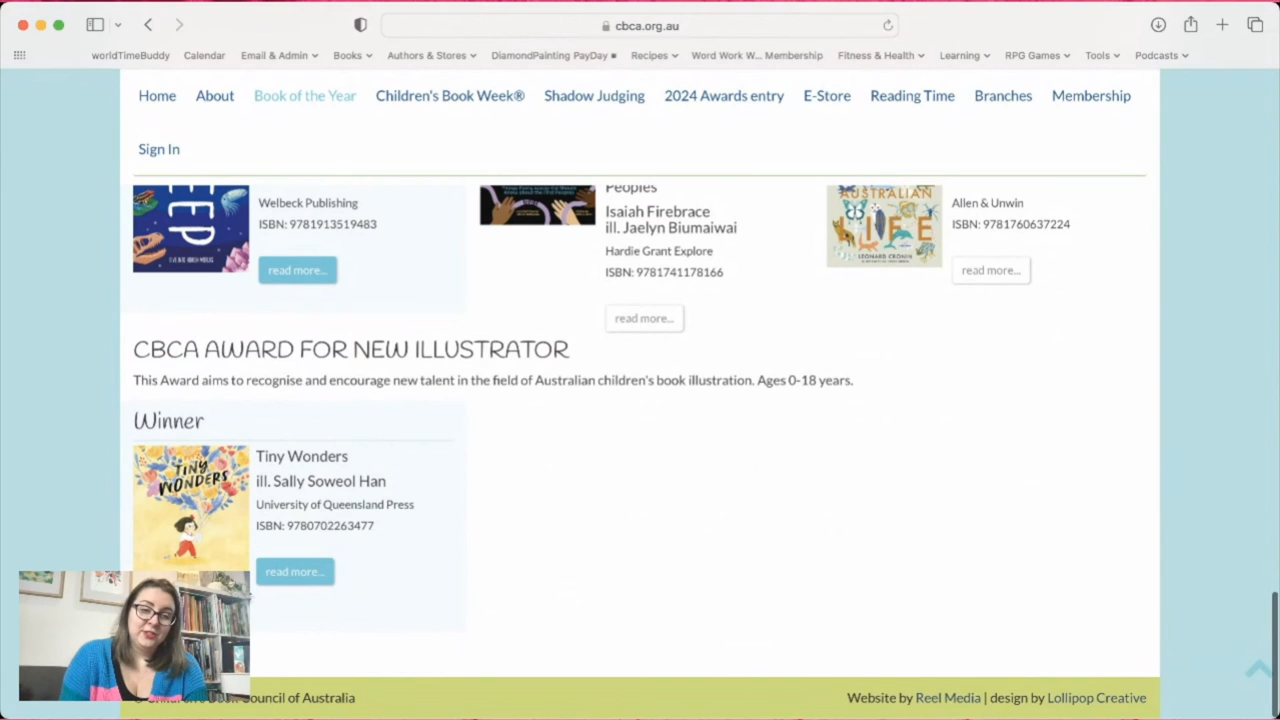 cbca.org.au
worldTimeBuddy Calendar Email & Admin Books Authors & Stores DiamondPainting PayDay Recipes Word Work W... Membership Fitness & Health Learning RPG Games Tools Podcasts
Home About Book of the Year Children's Book Week® Shadow Judging 2024 Awards entry E-Store Reading Time Branches Membership
Sign In
Welbeck Publishing
ISBN: 9781913519483
read more...
Peoples
Isaiah Firebrace
ill. Jaelyn Biumaiwai
Hardie Grant Explore
ISBN: 9781741178166
read more...
AUSTRALIAN
LIFE
LEONARD CRONIN
Allen & Unwin
ISBN: 9781760637224
read more...
CBCA AWARD FOR NEW ILLUSTRATOR
This Award aims to recognise and encourage new talent in the field of Australian children's book illustration. Ages 0-18 years.
Winner
TINY
WONDERS
Tiny Wonders
ill. Sally Soweol Han
University of Queensland Press
ISBN: 9780702263477
read more...
Council of Australia
Website by Reel Media | design by Lollipop Creative